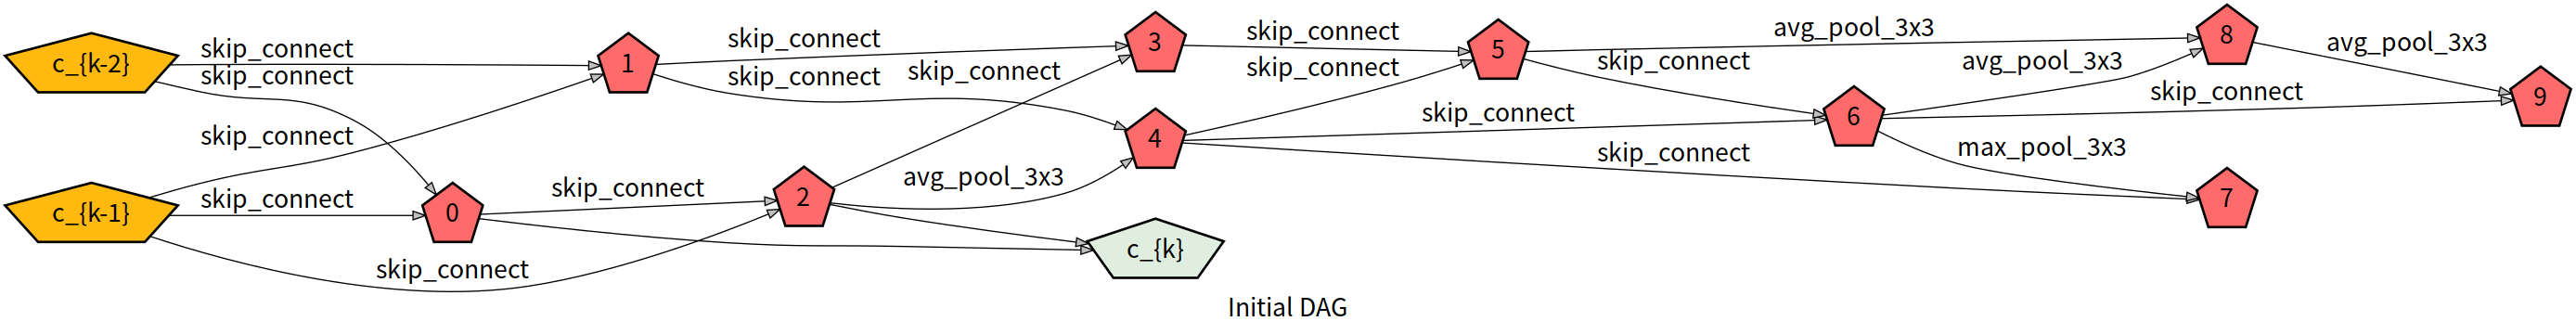 c_{k-2}
skip_connect
skip_connect
skip_connect
c_{k-1}
skip_connect
skip_connect
0
1
skip_connect
2
skip_connect
skip_connect
skip_connect
avg_pool_3x3
3
4
c_{k}
skip_connect
skip_connect
skip_connect
skip_connect
5
avg_pool_3x3
skip_connect
6
avg_pool_3x3
skip_connect
max_pool_3x3
8
7
avg_pool_3x3
9
Initial DAG